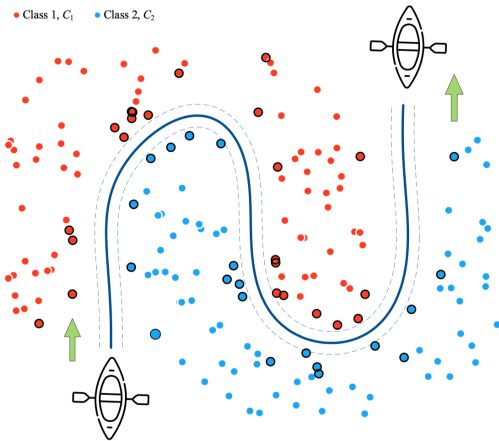 Class 1, C₁ Class 2, C₂